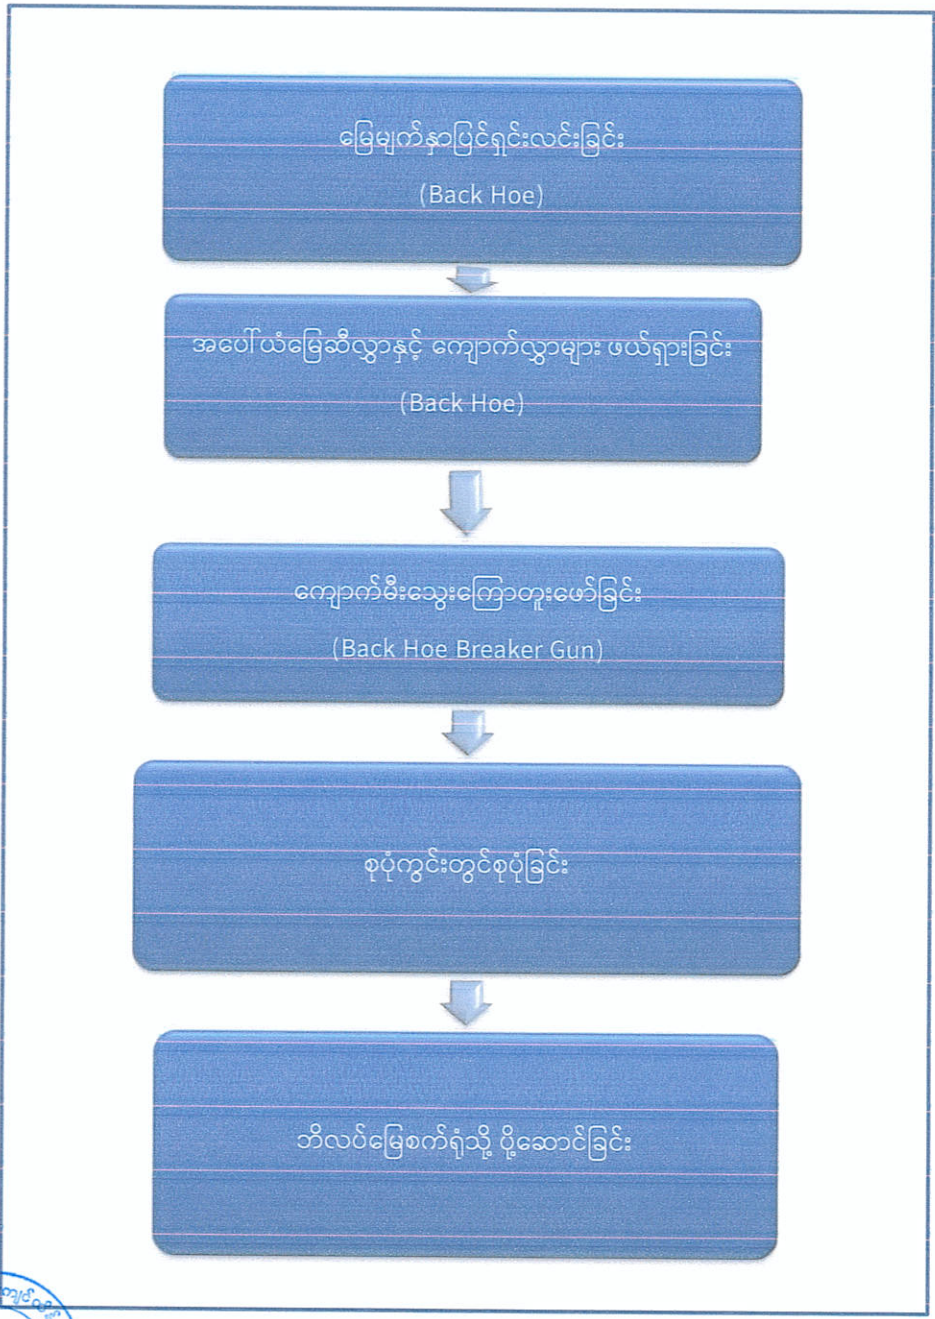 မြေမျက်နှာပြင်ရှင်းလင်းခြင်း
(Back Hoe)
အပေါ်ယံမြေဆီလွှာနှင့် ကျောက်လွှာများ ဖယ်ရှားခြင်း
(Back Hoe)
ကျောက်မီးသွေးကြောတူးဖော်ခြင်း
(Back Hoe Breaker Gun)
စုပုံကွင်းတွင်စုပုံခြင်း
ဘိလပ်မြေစက်ရုံသို့ ပို့ဆောင်ခြင်း